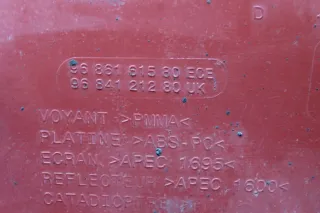 D
96 861 615 80 ECE
96 841 212 80 UK
VOYANT >PMMA<
PLATINE >ABS-PC<
ECRAN >APEC 1695<
REFLECTEUR >APEC 1600<